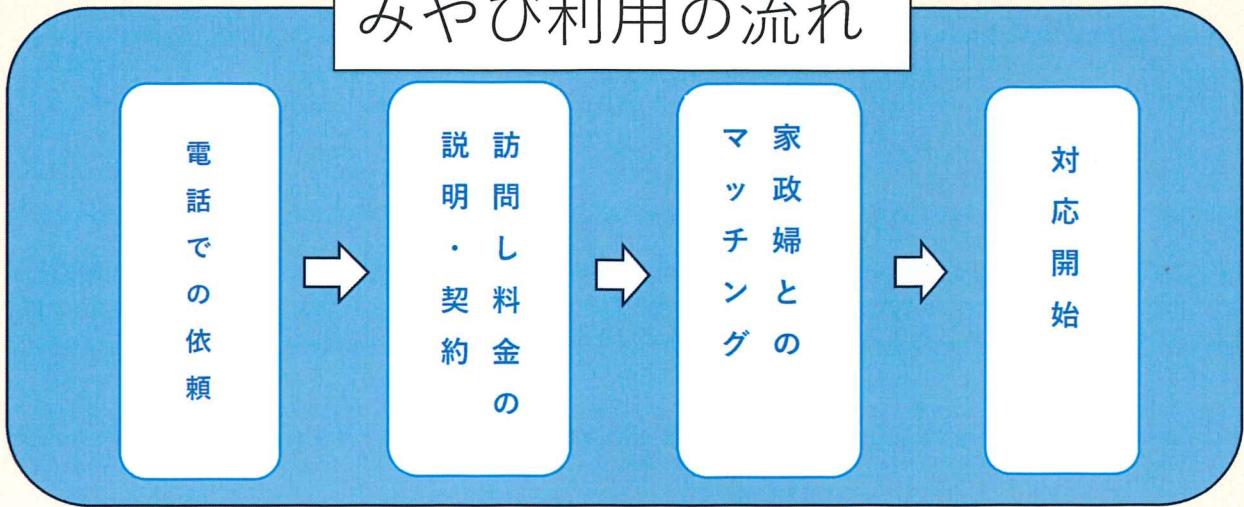 みやび利用の流れ
電話での依頼
訪問し料金の
説明・契約
家政婦との
マッチング
対応開始